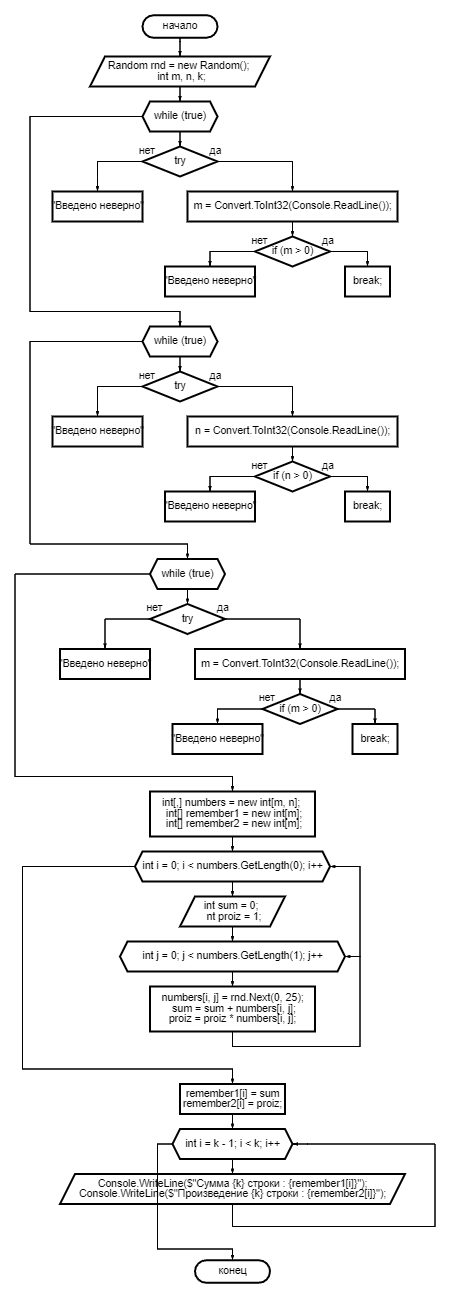 начало
Random rnd = new Random();
int m, n, k;
while (true)
нет
да
try
"Введено неверно"
m = Convert.ToInt32(Console.ReadLine());
нет
да
if (m > 0)
"Введено неверно"
break;
while (true)
нет
да
try
"Введено неверно"
n = Convert.ToInt32(Console.ReadLine());
нет
да
if (n > 0)
"Введено неверно"
break;
while (true)
нет
да
try
"Введено неверно"
m = Convert.ToInt32(Console.ReadLine());
нет
да
if (m > 0)
"Введено неверно"
break;
int[,] numbers = new int[m, n];
int[] remember1 = new int[m];
int[] remember2 = new int[m];
int i = 0; i < numbers.GetLength(0); i++
int sum = 0;
nt proiz = 1;
int j = 0; j < numbers.GetLength(1); j++
numbers[i, j] = rnd.Next(0, 25);
sum = sum + numbers[i, j];
proiz = proiz * numbers[i, j];
remember1[i] = sum
remember2[i] = proiz;
int i = k - 1; i < k; i++
Console.WriteLine($"Сумма {k} строки : {remember1[i]}");
Console.WriteLine($"Произведение {k} строки : {remember2[i]}");
конец